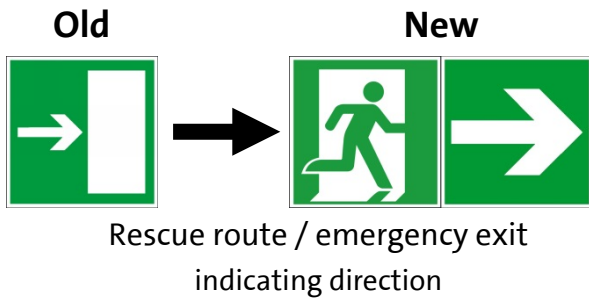 Old
New
Rescue route / emergency exit
indicating direction